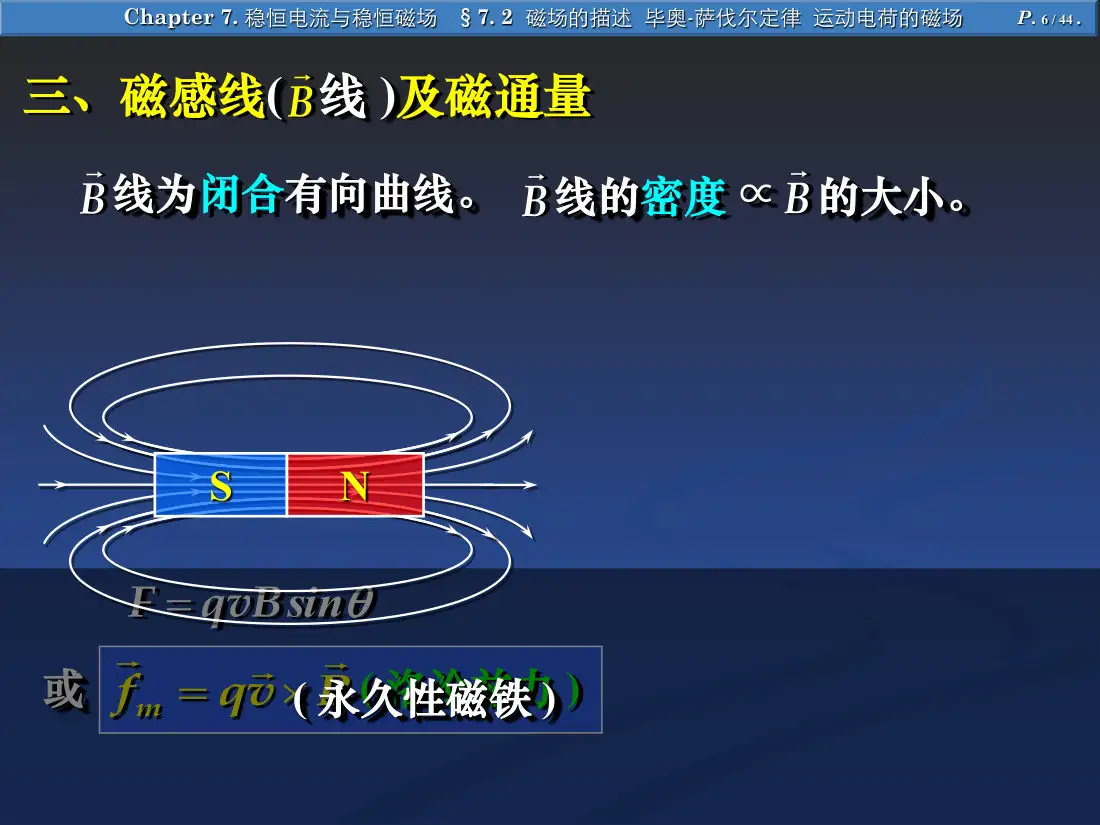 Chapter 7. 稳恒电流与稳恒磁场 §7. 2 磁场的描述 毕奥-萨伐尔定律 运动电荷的磁场 P. 6 / 44 .
三、磁感线(B⃗线 )及磁通量
B⃗线为闭合有向曲线。 B⃗线的密度 ∝ B⃗的大小。
S N
F = qvB sinθ
或 f⃗m = qv⃗×
( 永久性磁铁 )